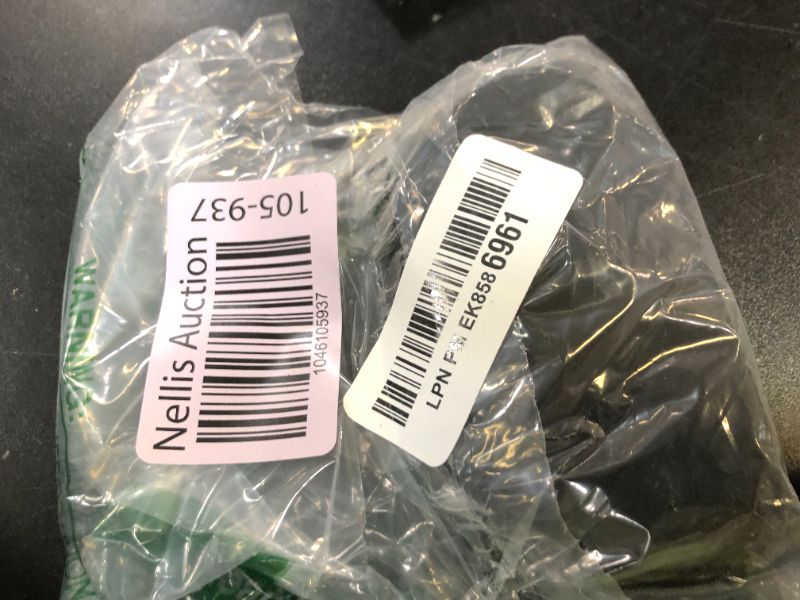 Nellis Auction
105-937
1046105937
LPN
EK858 6961
WARNING: